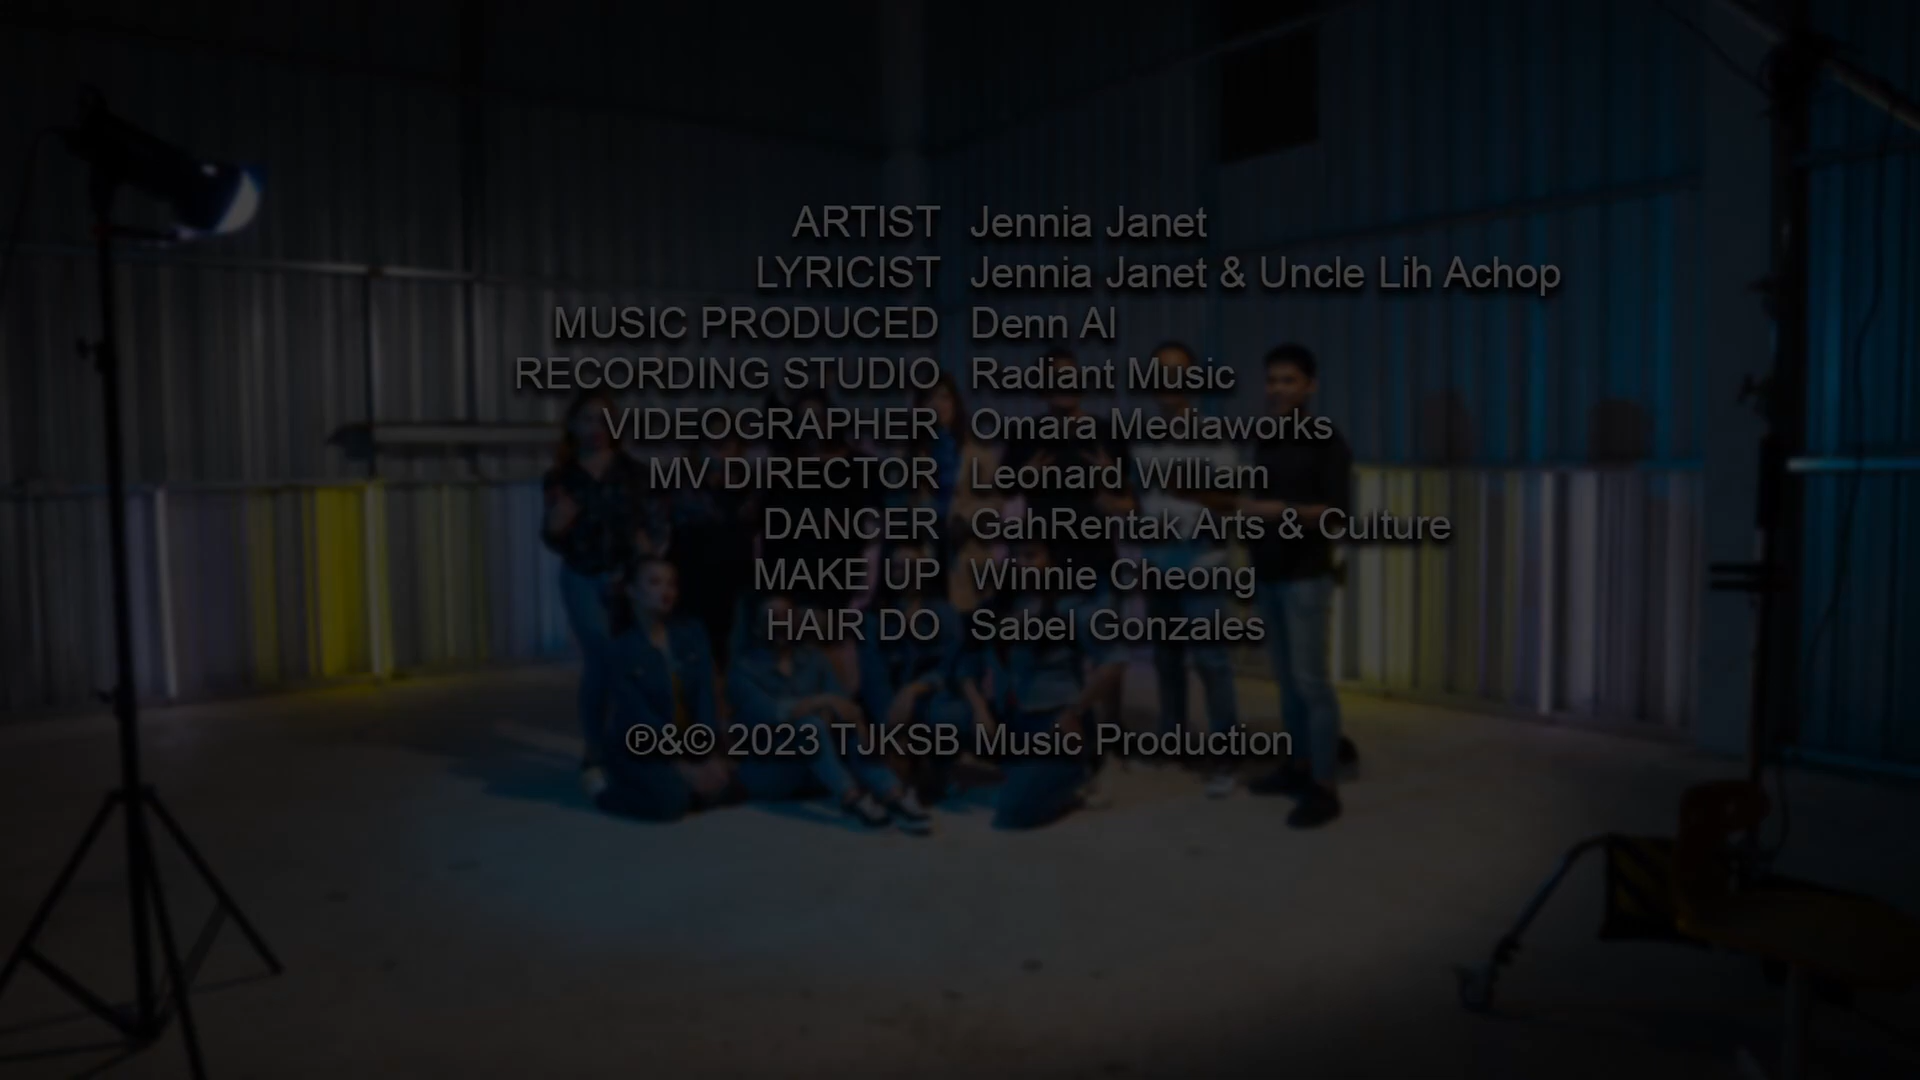 ARTIST Jennia Janet
LYRICIST Jennia Janet & Uncle Lih Achop
MUSIC PRODUCED Denn Al
RECORDING STUDIO Radiant Music
VIDEOGRAPHER Omara Mediaworks
MV DIRECTOR Leonard William
DANCER GahRentak Arts & Culture
MAKE UP Winnie Cheong
HAIR DO Sabel Gonzales
℗&© 2023 TJKSB Music Production